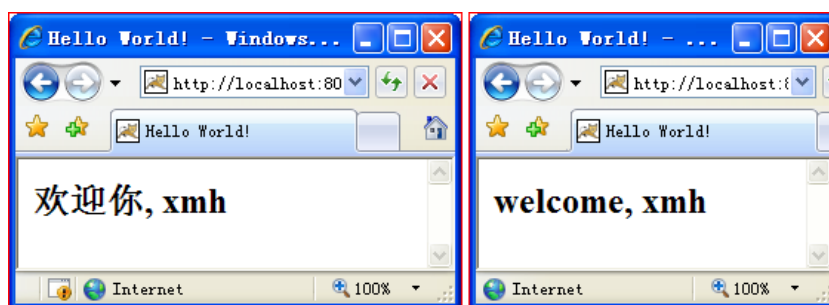 Hello World! - Windows...
http://localhost:80
Hello World!
欢迎你, xmh
Internet
100%
Hello World! - ...
http://localhost:8
Hello World!
welcome, xmh
Internet
100%